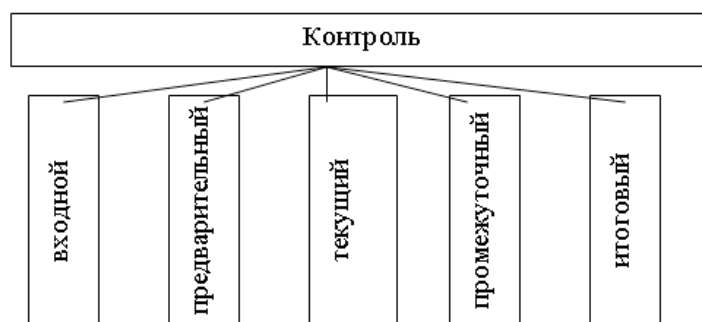 Контроль
входной
предварительный
текущий
промежуточный
итоговый